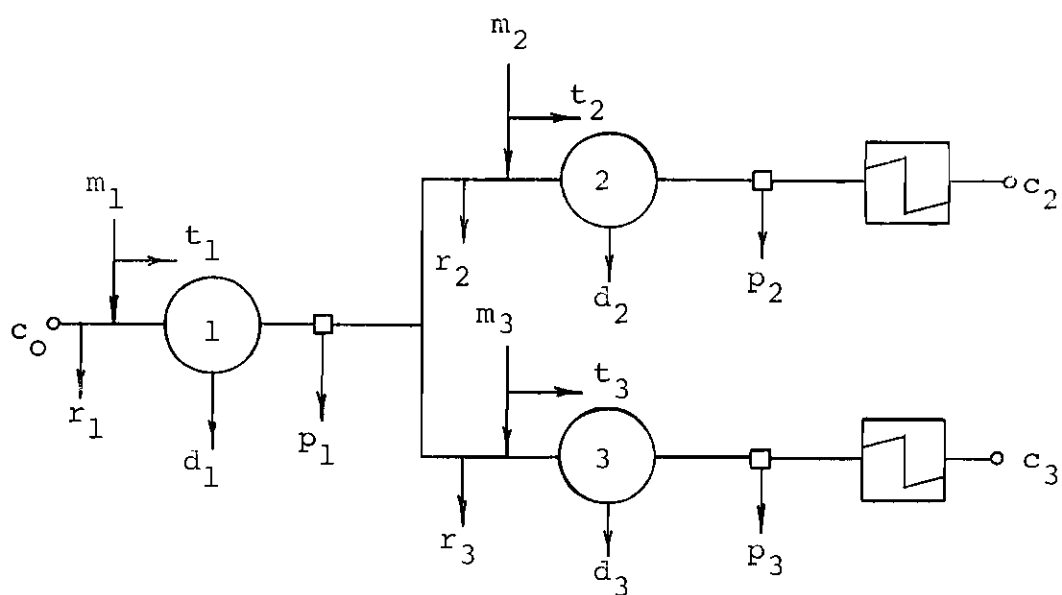 m₂
t₂
m₁
2
c₂
t₁
r₂
p₂
d₂
m₃
1
c₀
t₃
r₁
p₁
d₁
3
c₃
r₃
p₃
d₃